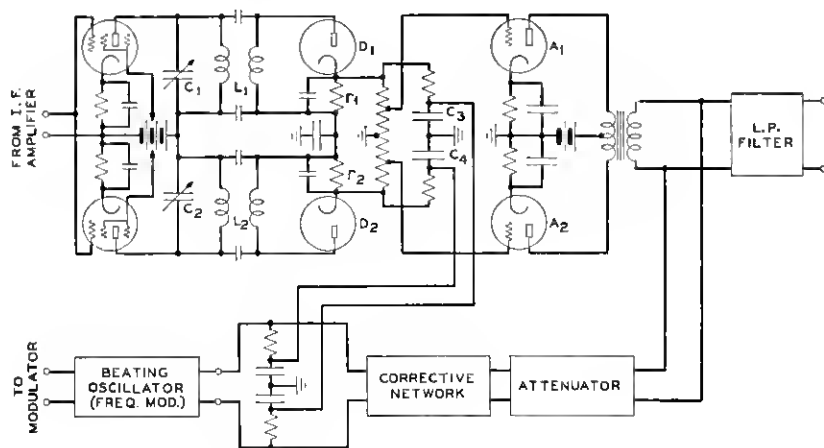 FROM I.F.
AMPLIFIER
C1
L1
D1
r1
C3
C4
r2
C2
L2
D2
A1
A2
L.P.
FILTER
TO
MODULATOR
BEATING
OSCILLATOR
(FREQ. MOD.)
CORRECTIVE
NETWORK
ATTENUATOR